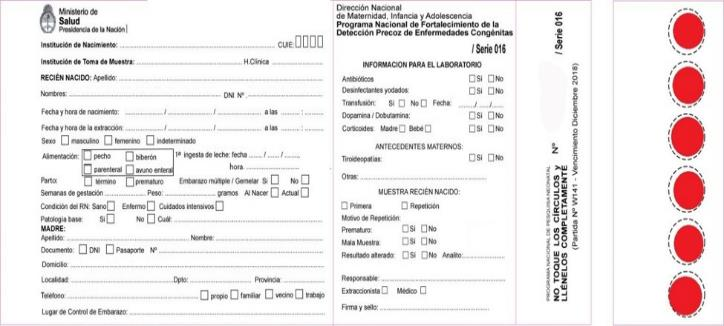 Ministerio de
Salud
Presidencia de la Nación
Institución de Nacimiento: CUIE:
Institución de Toma de Muestra: H.Clínica
RECIÉN NACIDO: Apellido:
Nombres: DNI Nº
Fecha y hora de nacimiento: / / a las :
Fecha y hora de la extracción: / / a las :
Sexo masculino femenino indeterminado
Alimentación: pecho biberón 1ª ingesta de leche: fecha / /
parenteral ayuno enteral hora.
Parto: término prematuro Embarazo múltiple / Gemelar Si No
Semanas de gestación Peso: gramos Al Nacer Actual
Condición del RN: Sano Enfermo Cuidados intensivos
Patología base: Si No Cuál:
MADRE:
Apellido: Nombre:
Documento: DNI Pasaporte Nº
Domicilio:
Localidad: Dpto: Provincia:
Teléfono: propio familiar vecino trabajo
Lugar de Control de Embarazo:
Dirección Nacional
de Maternidad, Infancia y Adolescencia
Programa Nacional de Fortalecimiento de la
Detección Precoz de Enfermedades Congénitas
/ Serie 016
INFORMACION PARA EL LABORATORIO
Antibióticos Si No
Desinfectantes yodados: Si No
Transfusión: Si No Fecha: / /
Dopamina / Dobutamina: Si No
Corticoides: Madre Bebé Si No
ANTECEDENTES MATERNOS:
Tiroideopatías: Si No
Otras:
MUESTRA RECIÉN NACIDO:
Primera Repetición
Motivo de Repetición:
Prematuro: Si No
Mala Muestra: Si No
Resultado alterado: Si No Analito:
Responsable:
Extraccionista Médico
Firma y sello:
PROGRAMA NACIONAL DE PESQUISA NEONATAL Nº / Serie 016
NO TOQUE LOS CÍRCULOS Y
LLÉNELOS COMPLETAMENTE
(Partida Nº W141 - Vencimiento Diciembre 2018)